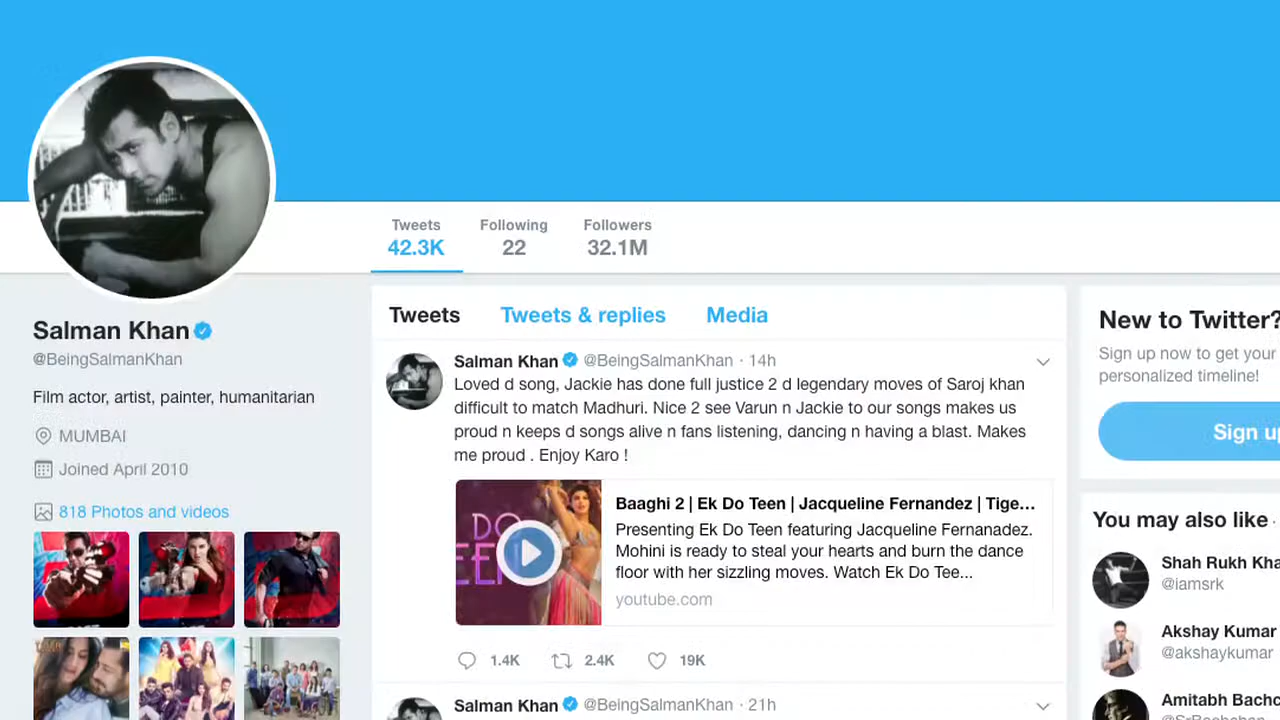 Tweets
42.3K
Following
22
Followers
32.1M
Salman Khan
@BeingSalmanKhan
Film actor, artist, painter, humanitarian
MUMBAI
Joined April 2010
818 Photos and videos
Tweets Tweets & replies Media
Salman Khan @BeingSalmanKhan · 14h
Loved d song, Jackie has done full justice 2 d legendary moves of Saroj khan
difficult to match Madhuri. Nice 2 see Varun n Jackie to our songs makes us
proud n keeps d songs alive n fans listening, dancing n having a blast. Makes
me proud . Enjoy Karo !
DO
TEEN
Baaghi 2 | Ek Do Teen | Jacqueline Fernandez | Tige...
Presenting Ek Do Teen featuring Jacqueline Fernanadez.
Mohini is ready to steal your hearts and burn the dance
floor with her sizzling moves. Watch Ek Do Tee...
youtube.com
1.4K 2.4K 19K
Salman Khan @BeingSalmanKhan · 21h
New to Twitter?
Sign up now to get your
personalized timeline!
Sign up
You may also like ·
Shah Rukh Kha
@iamsrk
Akshay Kumar
@akshaykumar
Amitabh Bachc
@SrBachchan